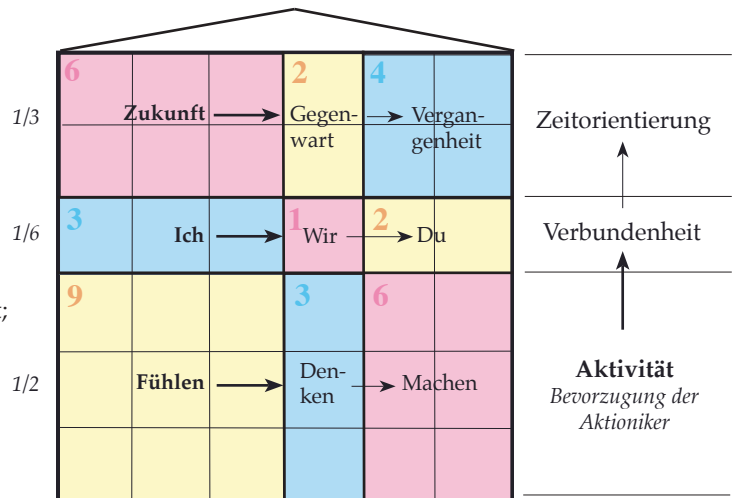 6 2 4
1/3 Zukunft Gegen- Vergan- Zeitorientierung
wart genheit
3 1 2
1/6 Ich Wir Du Verbundenheit
9 3 6
t;
1/2 Fühlen Den- Machen Aktivität
ken Bevorzugung der
Aktioniker